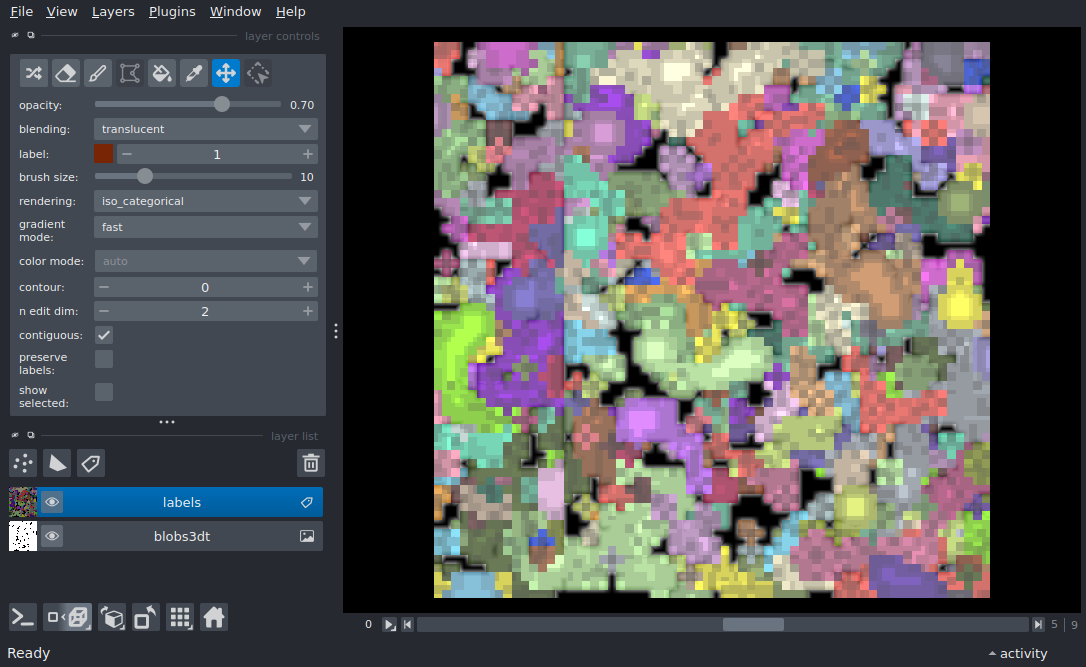 File View Layers Plugins Window Help
layer controls
opacity: 0.70
blending: translucent
label: 1
brush size: 10
rendering: iso_categorical
gradient
mode: fast
color mode: auto
contour: 0
n edit dim: 2
contiguous:
preserve
labels:
show
selected:
layer list
labels
blobs3dt
0 5 | 9
Ready activity